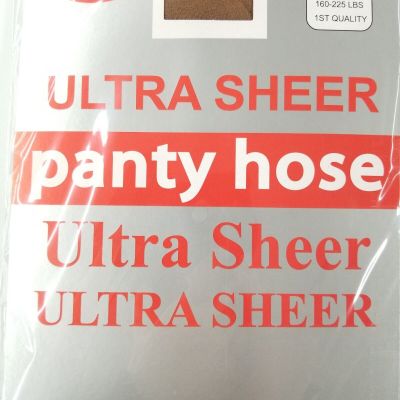 160-225 LBS
1ST QUALITY
ULTRA SHEER
panty hose
Ultra Sheer
ULTRA SHEER